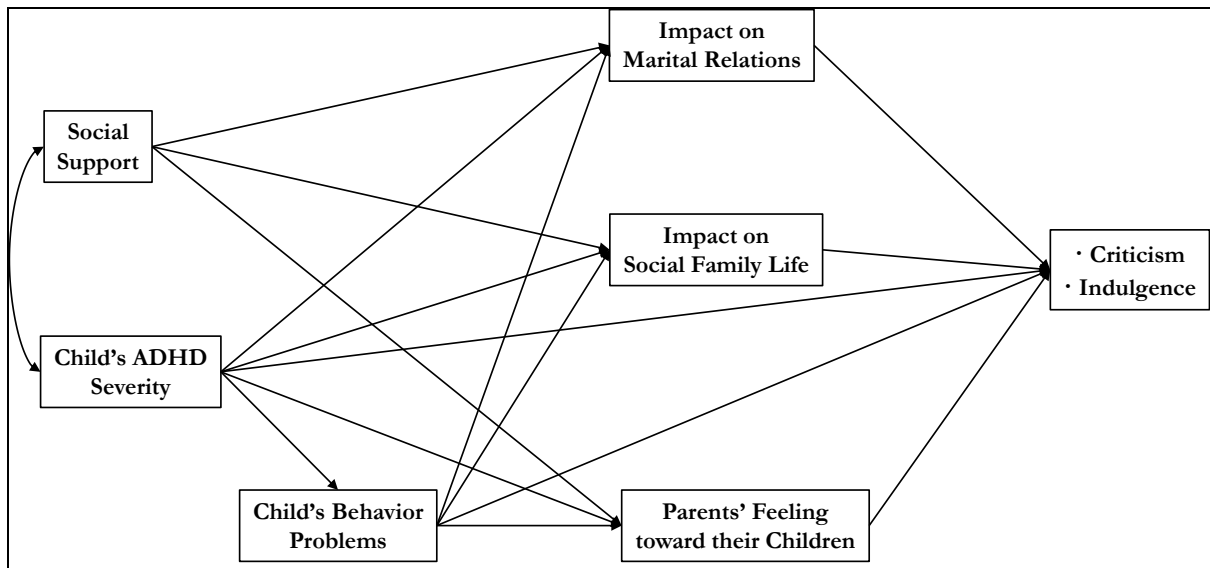 Impact on
Marital Relations
Social
Support
Impact on
Social Family Life
· Criticism
· Indulgence
Child’s ADHD
Severity
Child’s Behavior
Problems
Parents’ Feeling
toward their Children